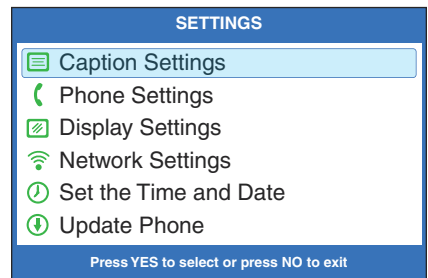 SETTINGS
Caption Settings
Phone Settings
Display Settings
Network Settings
Set the Time and Date
Update Phone
Press YES to select or press NO to exit